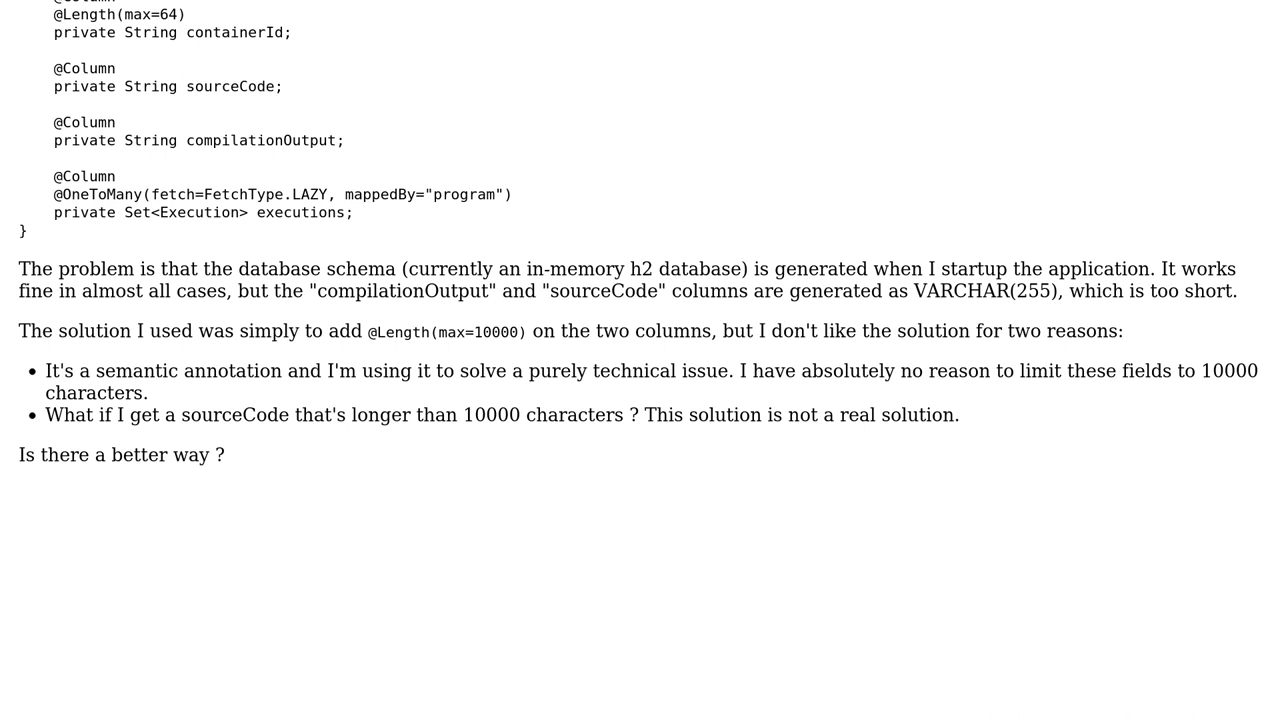 @Column
@Length(max=64)
private String containerId;
@Column
private String sourceCode;
@Column
private String compilationOutput;
@Column
@OneToMany(fetch=FetchType.LAZY, mappedBy="program")
private Set<Execution> executions;
}
The problem is that the database schema (currently an in-memory h2 database) is generated when I startup the application. It works
fine in almost all cases, but the "compilationOutput" and "sourceCode" columns are generated as VARCHAR(255), which is too short.
The solution I used was simply to add @Length(max=10000) on the two columns, but I don't like the solution for two reasons:
• It's a semantic annotation and I'm using it to solve a purely technical issue. I have absolutely no reason to limit these fields to 10000
characters.
• What if I get a sourceCode that's longer than 10000 characters ? This solution is not a real solution.
Is there a better way ?